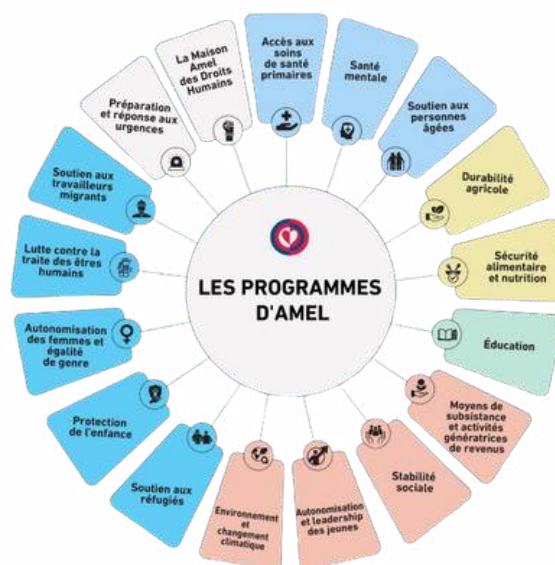 LES PROGRAMMES
D'AMEL
Accès aux
soins
de santé
primaires
Santé
mentale
Soutien aux
personnes
âgées
Durabilité
agricole
Sécurité
alimentaire
et nutrition
Éducation
Moyens de
subsistance
et activités
génératrices
de revenus
Stabilité
sociale
Autonomisation
et leadership
des jeunes
Environnement
et
changement
climatique
Soutien aux
réfugiés
Protection
de l'enfance
Autonomisation
des femmes et
égalité
de genre
Lutte contre la
traite des êtres
humains
Soutien aux
travailleurs
migrants
Préparation
et réponse aux
urgences
La Maison
Amel
des Droits
Humains